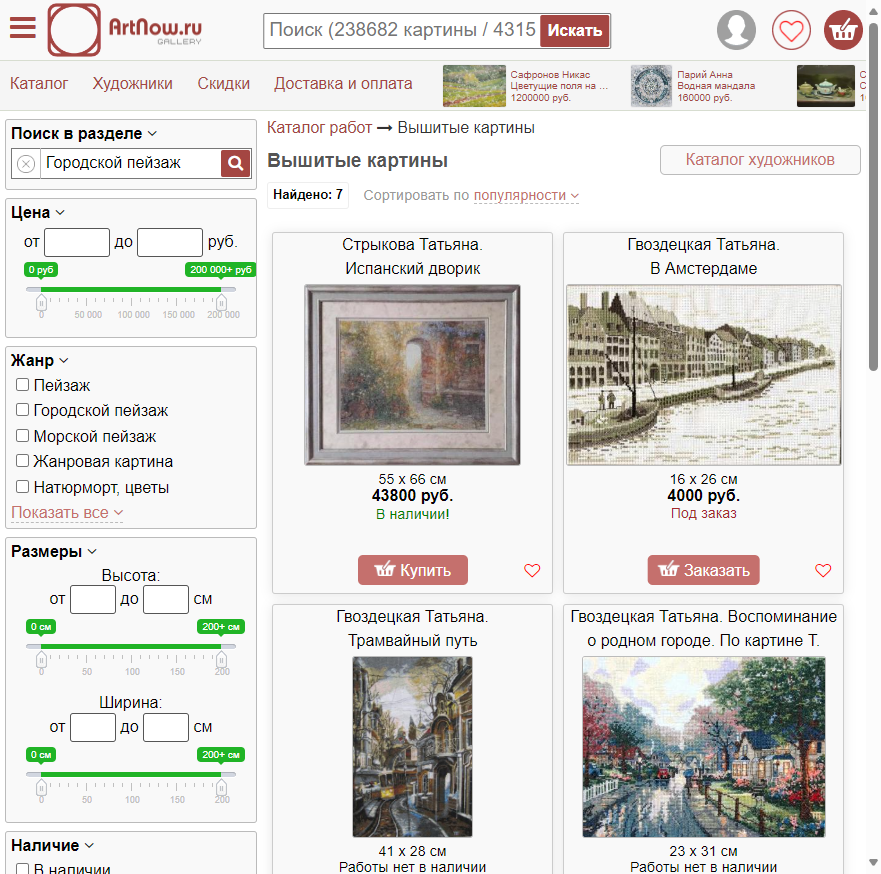 ArtNow.ru
GALLERY
Поиск (238682 картины / 4315
Искать
Каталог
Художники
Скидки
Доставка и оплата
Сафронов Никас
Цветущие поля на ...
1200000 руб.
Парий Анна
Водная мандала
160000 руб.
Поиск в разделе
Городской пейзаж
Цена
от до руб.
0 руб 200 000+ руб
0 50 000 100 000 150 000 200 000
Жанр
Пейзаж
Городской пейзаж
Морской пейзаж
Жанровая картина
Натюрморт, цветы
Показать все
Размеры
Высота:
от до см
0 см 200+ см
0 50 100 150 200
Ширина:
от до см
0 см 200+ см
0 50 100 150 200
Наличие
В наличии
Каталог работ ➞ Вышитые картины
Вышитые картины
Каталог художников
Найдено: 7
Сортировать по популярности
Стрыкова Татьяна.
Испанский дворик
55 x 66 см
43800 руб.
В наличии!
Купить
Гвоздецкая Татьяна.
В Амстердаме
16 x 26 см
4000 руб.
Под заказ
Заказать
Гвоздецкая Татьяна.
Трамвайный путь
41 x 28 см
Работы нет в наличии
Гвоздецкая Татьяна. Воспоминание
о родном городе. По картине Т.
23 x 31 см
Работы нет в наличии